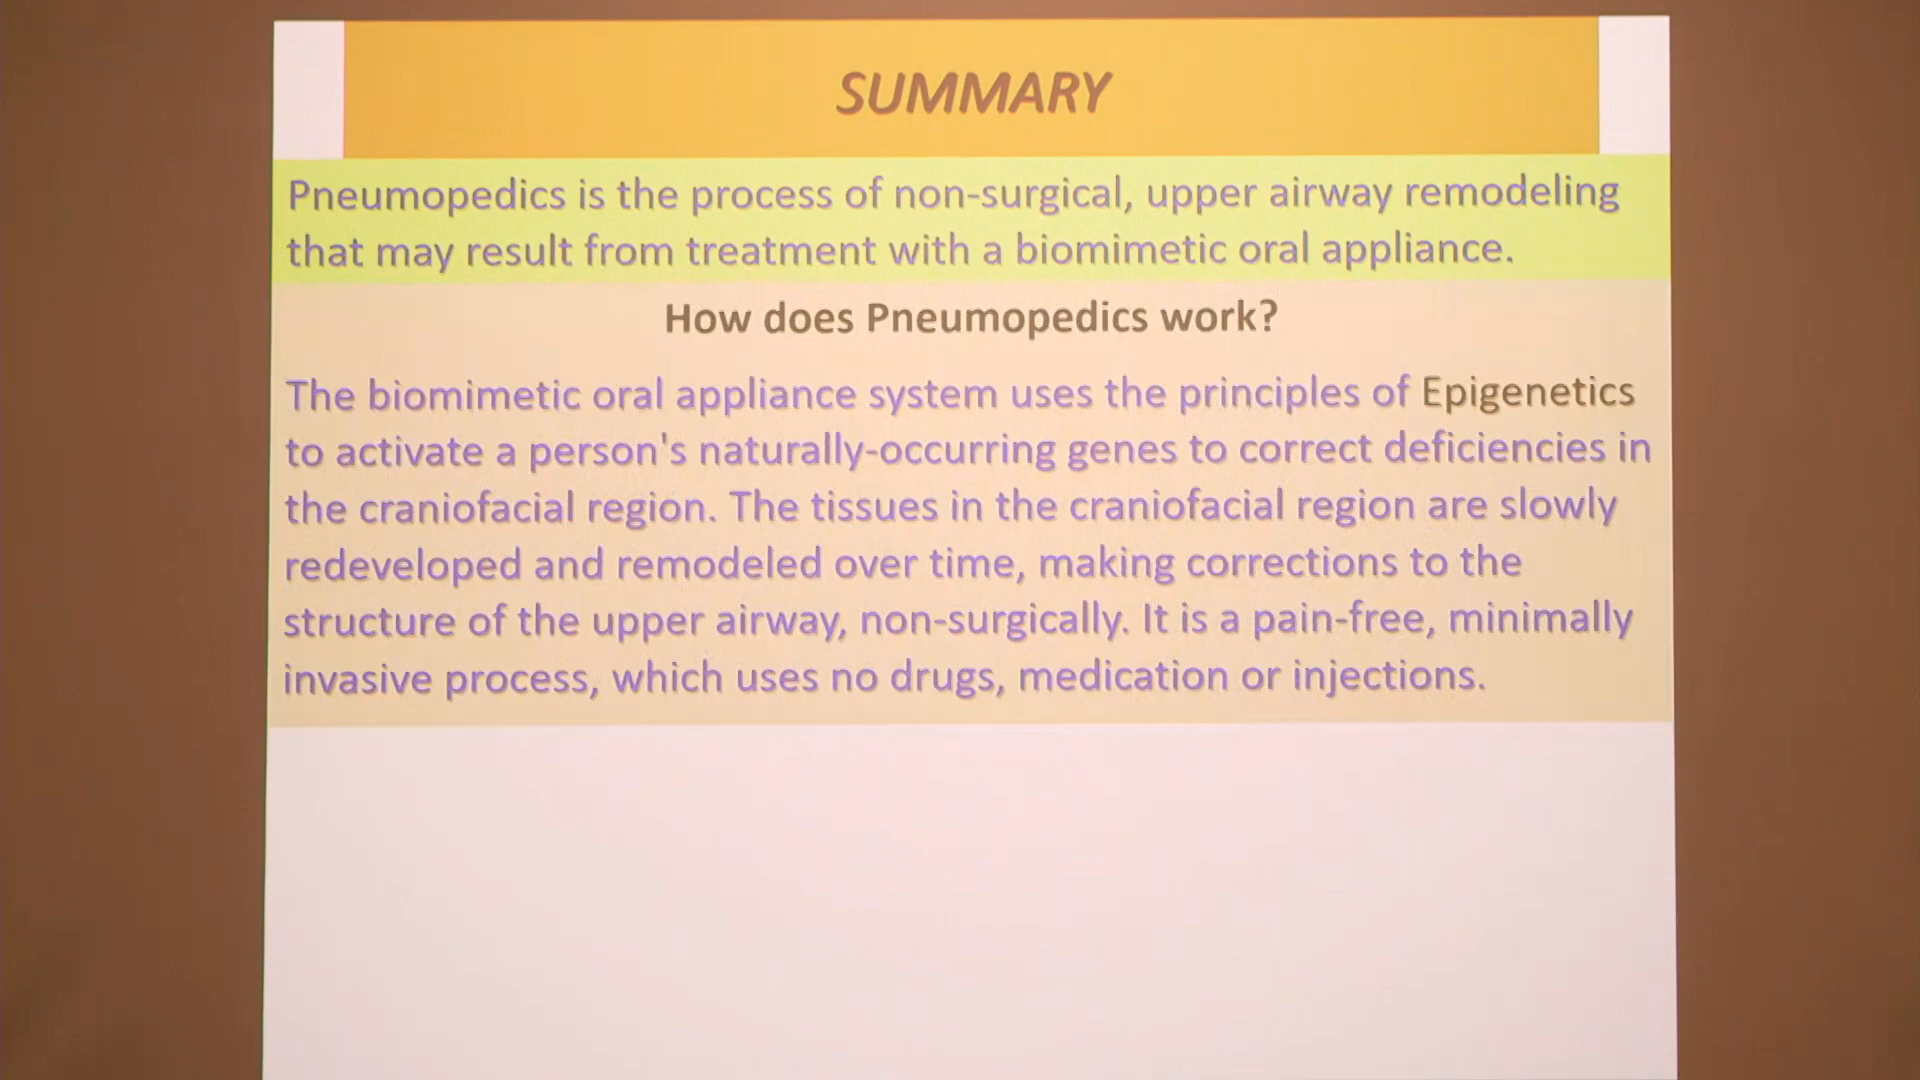 SUMMARY
Pneumopedics is the process of non-surgical, upper airway remodeling
that may result from treatment with a biomimetic oral appliance.
How does Pneumopedics work?
The biomimetic oral appliance system uses the principles of Epigenetics
to activate a person's naturally-occurring genes to correct deficiencies in
the craniofacial region. The tissues in the craniofacial region are slowly
redeveloped and remodeled over time, making corrections to the
structure of the upper airway, non-surgically. It is a pain-free, minimally
invasive process, which uses no drugs, medication or injections.